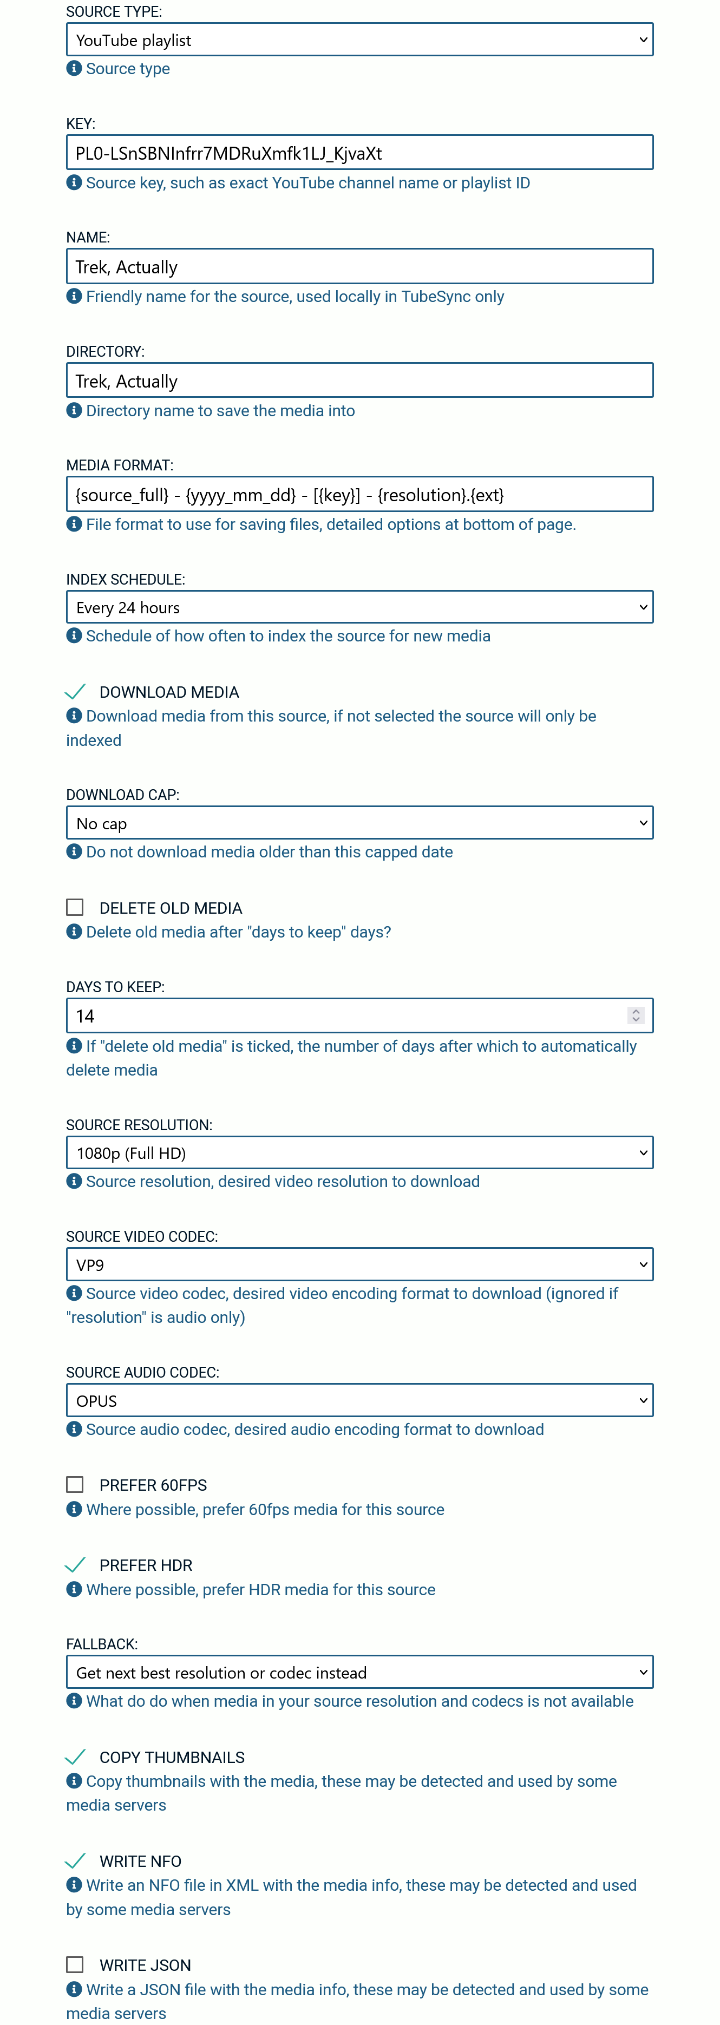 SOURCE TYPE:
YouTube playlist
Source type
KEY:
PL0-LSnSBNInfrr7MDRuXmfk1LJ_KjvaXt
Source key, such as exact YouTube channel name or playlist ID
NAME:
Trek, Actually
Friendly name for the source, used locally in TubeSync only
DIRECTORY:
Trek, Actually
Directory name to save the media into
MEDIA FORMAT:
{source_full} - {yyyy_mm_dd} - [{key}] - {resolution}.{ext}
File format to use for saving files, detailed options at bottom of page.
INDEX SCHEDULE:
Every 24 hours
Schedule of how often to index the source for new media
DOWNLOAD MEDIA
Download media from this source, if not selected the source will only be
indexed
DOWNLOAD CAP:
No cap
Do not download media older than this capped date
DELETE OLD MEDIA
Delete old media after "days to keep" days?
DAYS TO KEEP:
14
If "delete old media" is ticked, the number of days after which to automatically
delete media
SOURCE RESOLUTION:
1080p (Full HD)
Source resolution, desired video resolution to download
SOURCE VIDEO CODEC:
VP9
Source video codec, desired video encoding format to download (ignored if
"resolution" is audio only)
SOURCE AUDIO CODEC:
OPUS
Source audio codec, desired audio encoding format to download
PREFER 60FPS
Where possible, prefer 60fps media for this source
PREFER HDR
Where possible, prefer HDR media for this source
FALLBACK:
Get next best resolution or codec instead
What do do when media in your source resolution and codecs is not available
COPY THUMBNAILS
Copy thumbnails with the media, these may be detected and used by some
media servers
WRITE NFO
Write an NFO file in XML with the media info, these may be detected and used
by some media servers
WRITE JSON
Write a JSON file with the media info, these may be detected and used by some
media servers